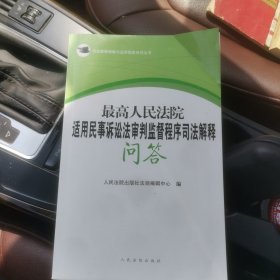 最高人民法院
适用民事诉讼法审判监督程序司法解释
问答
人民法院出版社法规编辑中心 编
人民法院出版社